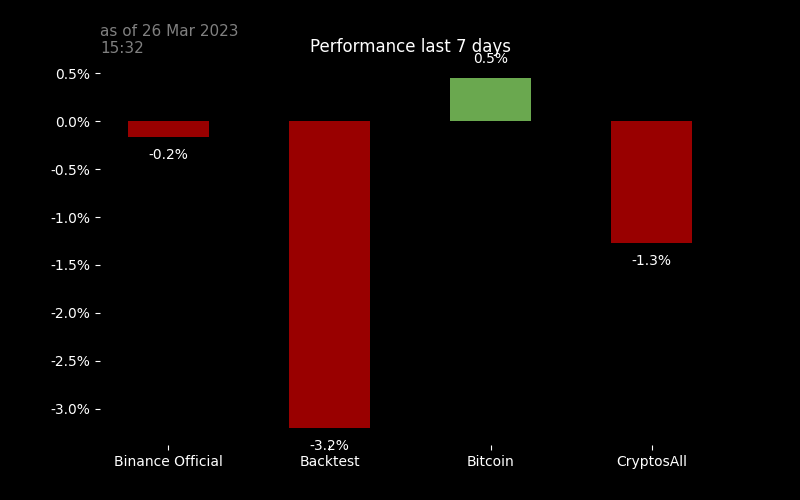 as of 26 Mar 2023
15:32
Performance last 7 days
0.5%
0.5%
0.0%
-0.2%
-0.5%
-1.0%
-1.3%
-1.5%
-2.0%
-2.5%
-3.0%
-3.2%
Binance Official
Backtest
Bitcoin
CryptosAll